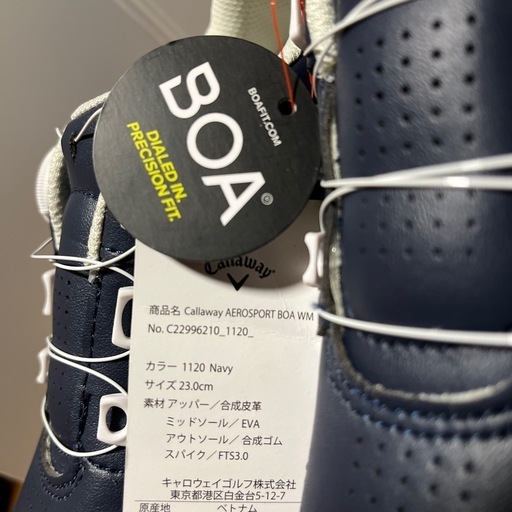 BOA
BOAFIT.COM
DIALED IN.
PRECISION FIT.
Callaway
商品名 Callaway AEROSPORT BOA WM
No. C22996210_1120_
カラー 1120 Navy
サイズ 23.0cm
素材 アッパー／合成皮革
ミッドソール／EVA
アウトソール／合成ゴム
スパイク／FTS3.0
キャロウェイゴルフ株式会社
東京都港区白金台5-12-7
原産地 ベトナム